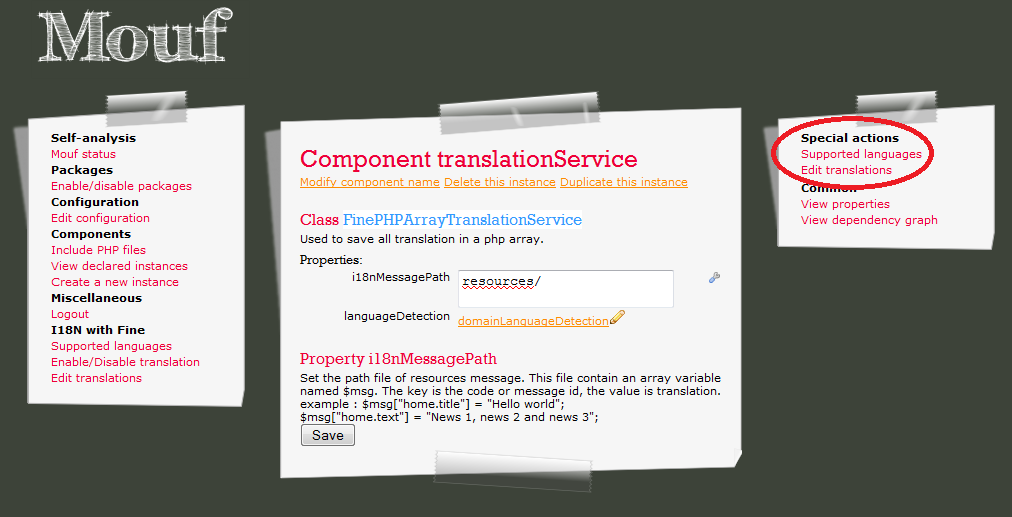 Mouf
Self-analysis
Mouf status
Packages
Enable/disable packages
Configuration
Edit configuration
Components
Include PHP files
View declared instances
Create a new instance
Miscellaneous
Logout
I18N with Fine
Supported languages
Enable/Disable translation
Edit translations
Component translationService
Modify component name Delete this instance Duplicate this instance
Class FinePHPArrayTranslationService
Used to save all translation in a php array.
Properties:
i18nMessagePath resources/
languageDetection domainLanguageDetection
Property i18nMessagePath
Set the path file of resources message. This file contain an array variable
named $msg. The key is the code or message id, the value is translation.
example : $msg["home.title"] = "Hello world";
$msg["home.text"] = "News 1, news 2 and news 3";
Save
Special actions
Supported languages
Edit translations
Common
View properties
View dependency graph